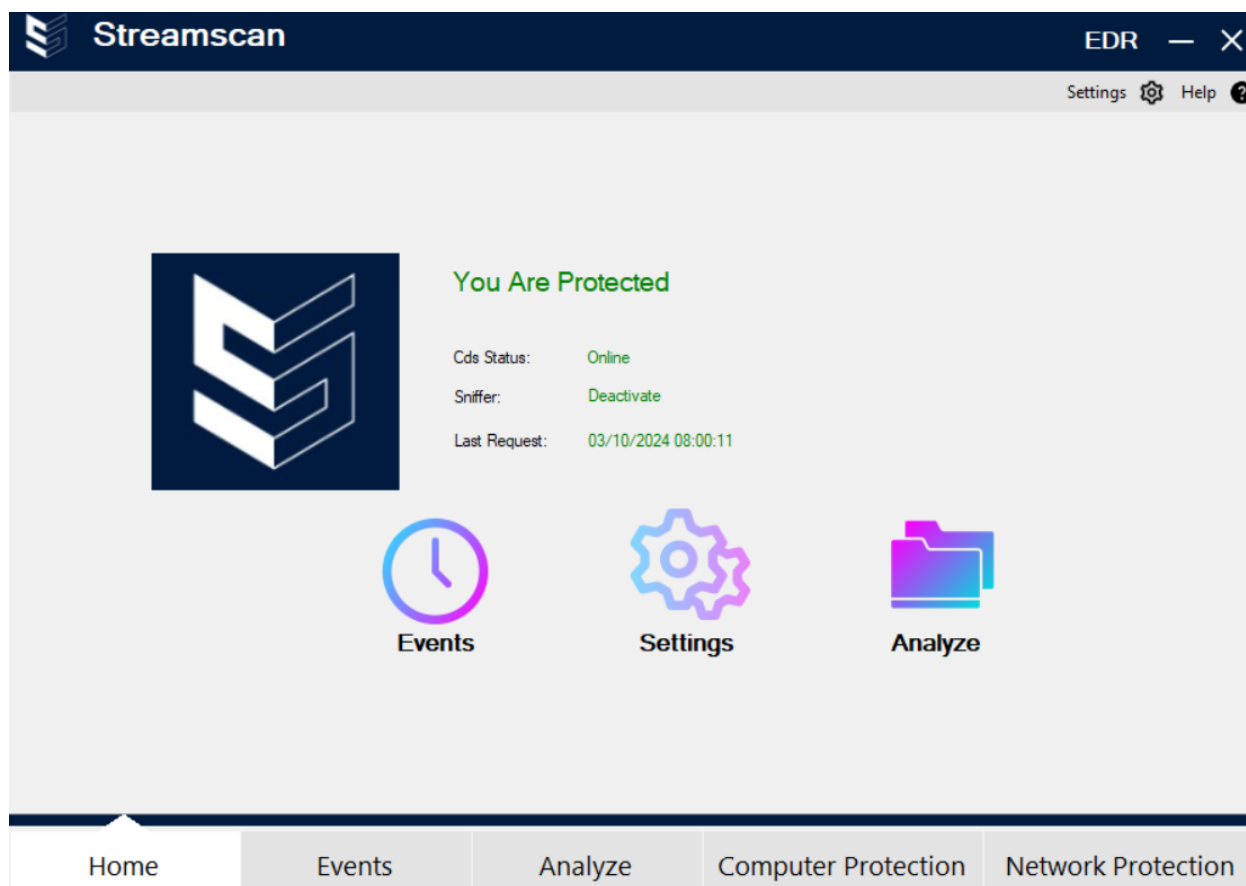 Streamscan EDR
Settings Help ?
You Are Protected
Cds Status: Online
Sniffer: Deactivate
Last Request: 03/10/2024 08:00:11
Events Settings Analyze
Home Events Analyze Computer Protection Network Protection